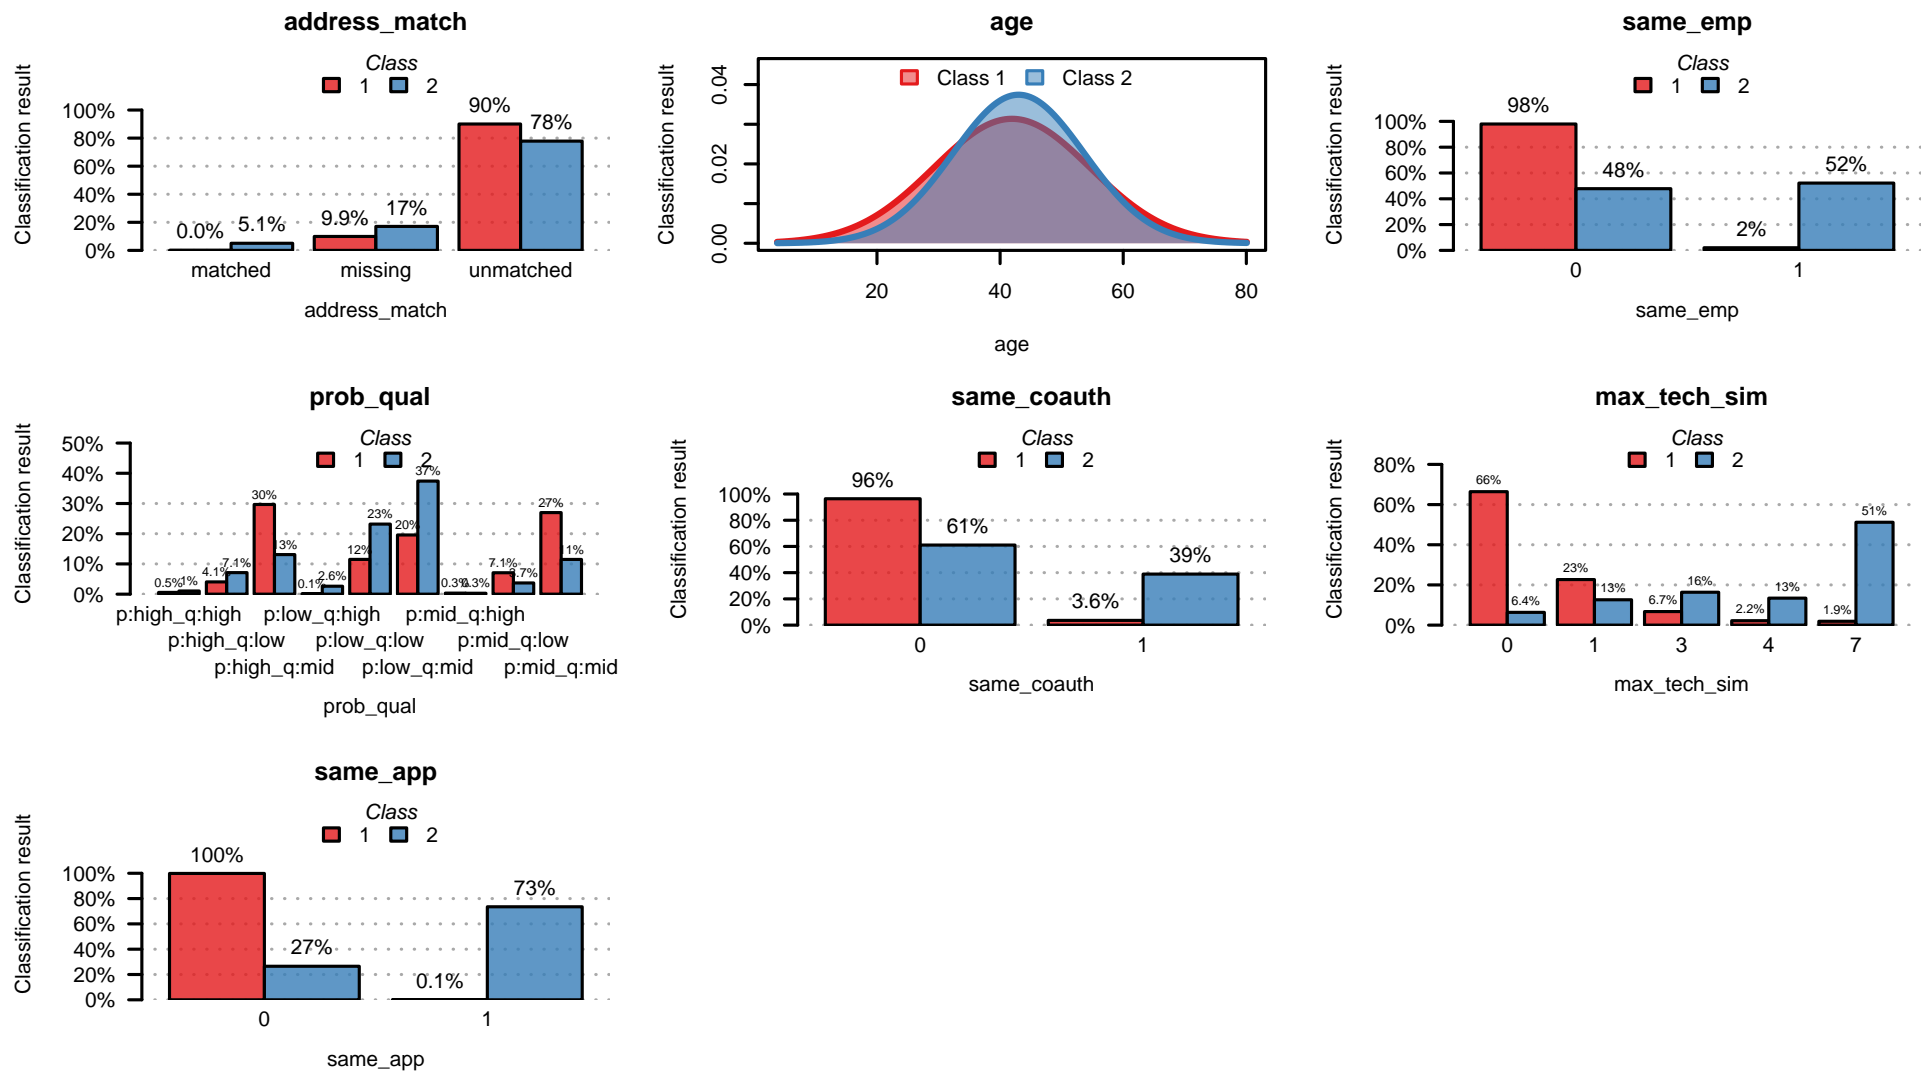 address_match
Class
1 2
Classification result
100%
80%
60%
40%
20%
0%
0.0% 5.1% 9.9% 17% 90% 78%
matched missing unmatched
address_match
age
Class 1 Class 2
Classification result
0.04
0.02
0.00
20 40 60 80
age
same_emp
Class
1 2
Classification result
100%
80%
60%
40%
20%
0%
98% 48% 2% 52%
0 1
same_emp
prob_qual
Class
1 2
Classification result
50%
40%
30%
20%
10%
0%
0.5% 1% 4.1% 7.1% 30% 13% 0.1% 2.6% 12% 23% 20% 37% 0.3% 0.3% 7.1% 3.7% 27% 11%
p:high_q:high p:low_q:high p:mid_q:high
p:high_q:low p:low_q:low p:mid_q:low
p:high_q:mid p:low_q:mid p:mid_q:mid
prob_qual
same_coauth
Class
1 2
Classification result
100%
80%
60%
40%
20%
0%
96% 61% 3.6% 39%
0 1
same_coauth
max_tech_sim
Class
1 2
Classification result
80%
60%
40%
20%
0%
66% 6.4% 23% 13% 6.7% 16% 2.2% 13% 1.9% 51%
0 1 3 4 7
max_tech_sim
same_app
Class
1 2
Classification result
100%
80%
60%
40%
20%
0%
100% 27% 0.1% 73%
0 1
same_app